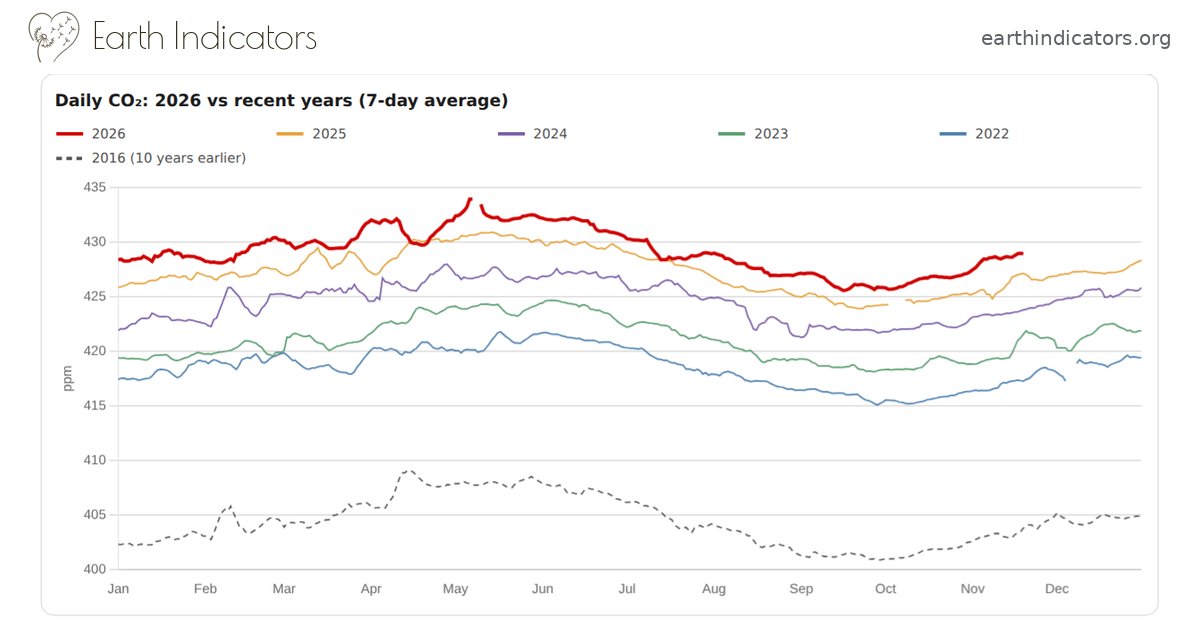 Earth Indicators
earthindicators.org
Daily CO₂: 2026 vs recent years (7-day average)
2026 2025 2024 2023 2022
2016 (10 years earlier)
435
430
425
420
415
410
405
400
ppm
Jan Feb Mar Apr May Jun Jul Aug Sep Oct Nov Dec